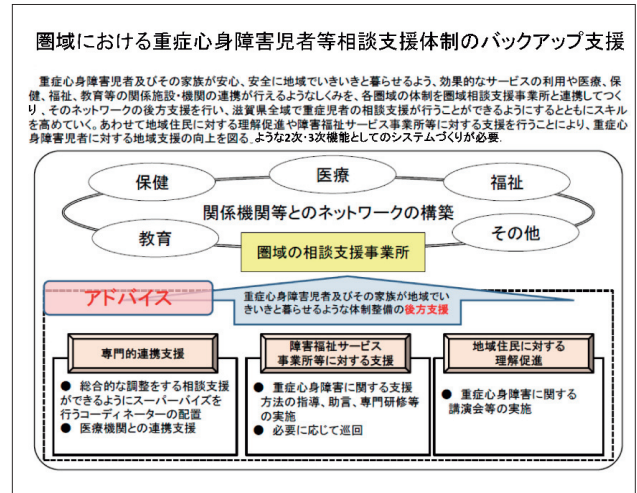 圏域における重症心身障害児者等相談支援体制のバックアップ支援
重症心身障害児者及びその家族が安心、安全に地域でいきいきと暮らせるよう、効果的なサービスの利用や医療、保
健、福祉、教育等の関係施設・機関の連携が行えるようなしくみを、各圏域の体制を圏域相談支援事業所と連携してつく
り、そのネットワークの後方支援を行い、滋賀県全域で重症児者の相談支援が行うことができるようにするとともにスキル
を高めていく。あわせて地域住民に対する理解促進や障害福祉サービス事業所等に対する支援を行うことにより、重症心
身障害児者に対する地域支援の向上を図る。ような2次・3次機能としてのシステムづくりが必要.
医療
保健
福祉
関係機関等とのネットワークの構築
教育
その他
圏域の相談支援事業所
アドバイス
重症心身障害児者及びその家族が地域でい
きいきと暮らせるような体制整備の後方支援
専門的連携支援
● 総合的な調整をする相談支援
ができるようにスーパーバイズを
行うコーディネーターの配置
● 医療機関との連携支援
障害福祉サービス
事業所等に対する支援
● 重症心身障害に関する支援
方法の指導、助言、専門研修等
の実施
● 必要に応じて巡回
地域住民に対する
理解促進
● 重症心身障害に関する
講演会等の実施